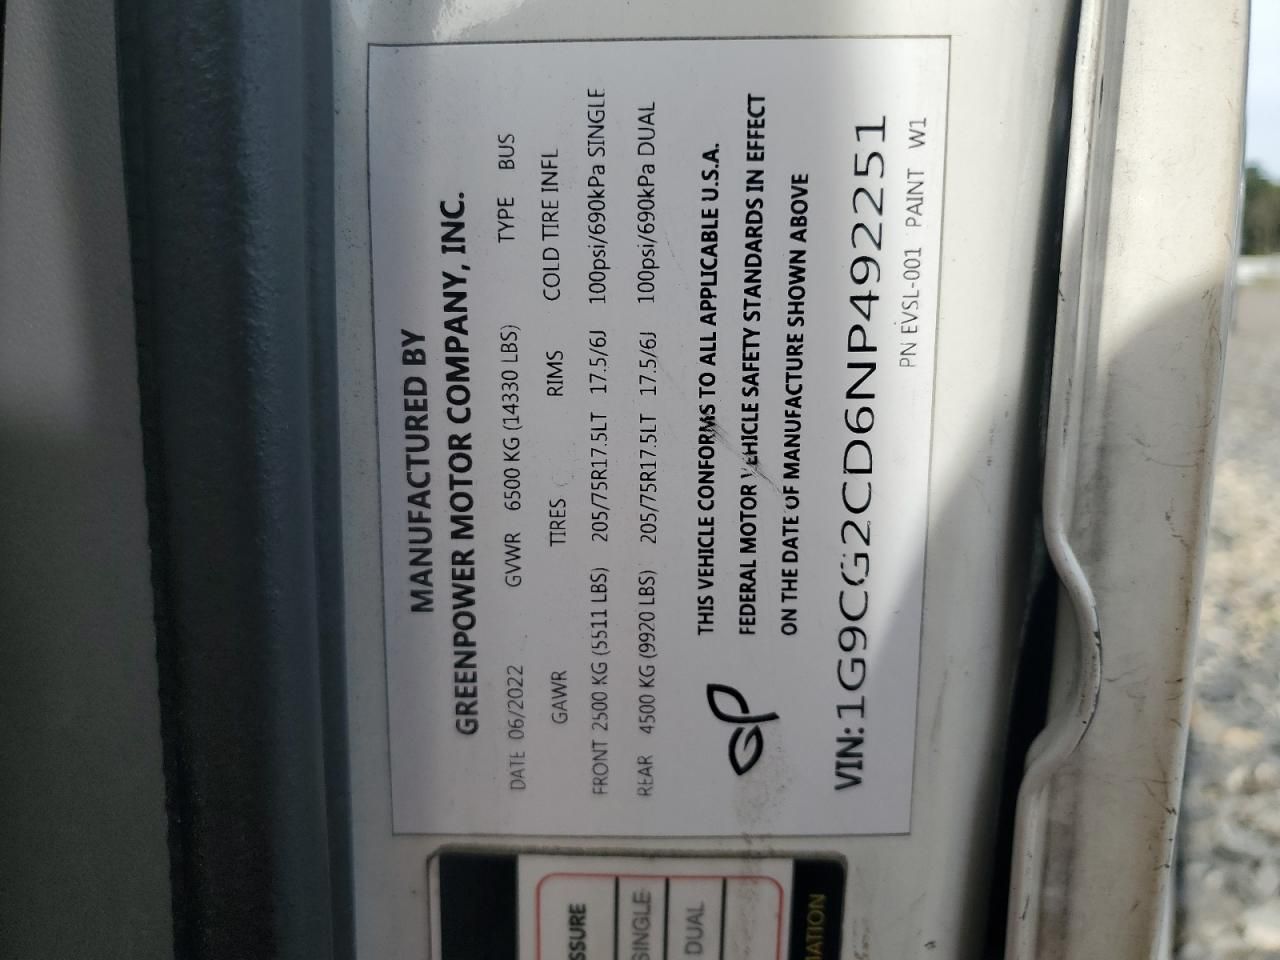 MANUFACTURED BY
GREENPOWER MOTOR COMPANY, INC.
DATE 06/2022 GVWR 6500 KG (14330 LBS) TYPE BUS
GAWR TIRES RIMS COLD TIRE INFL
FRONT 2500 KG (5511 LBS) 205/75R17.5LT 17.5/6J 100psi/690kPa SINGLE
REAR 4500 KG (9920 LBS) 205/75R17.5LT 17.5/6J 100psi/690kPa DUAL
THIS VEHICLE CONFORMS TO ALL APPLICABLE U.S.A.
FEDERAL MOTOR VEHICLE SAFETY STANDARDS IN EFFECT
ON THE DATE OF MANUFACTURE SHOWN ABOVE
GP
VIN:1G9CG2CD6NP492251
PN EVSL-001 PAINT W1
SSURE
SINGLE
DUAL
MATION